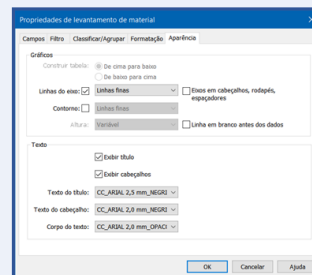 Propriedades de levantamento de material
Campos Filtro Classificar/Agrupar Formatação Aparência
Gráficos
Construir tabela: De cima para baixo
De baixo para cima
Linhas do eixo: Linhas finas Eixos em cabeçalhos, rodapés,
espaçadores
Contorno: Linhas finas
Altura: Variável Linha em branco antes dos dados
Texto
Exibir título
Exibir cabeçalhos
Texto do título: CC_ARIAL 2,5 mm_NEGRI
Texto do cabeçalho: CC_ARIAL 2,0 mm_NEGRI
Corpo do texto: CC_ARIAL 2,0 mm_OPACI
OK Cancelar Ajuda